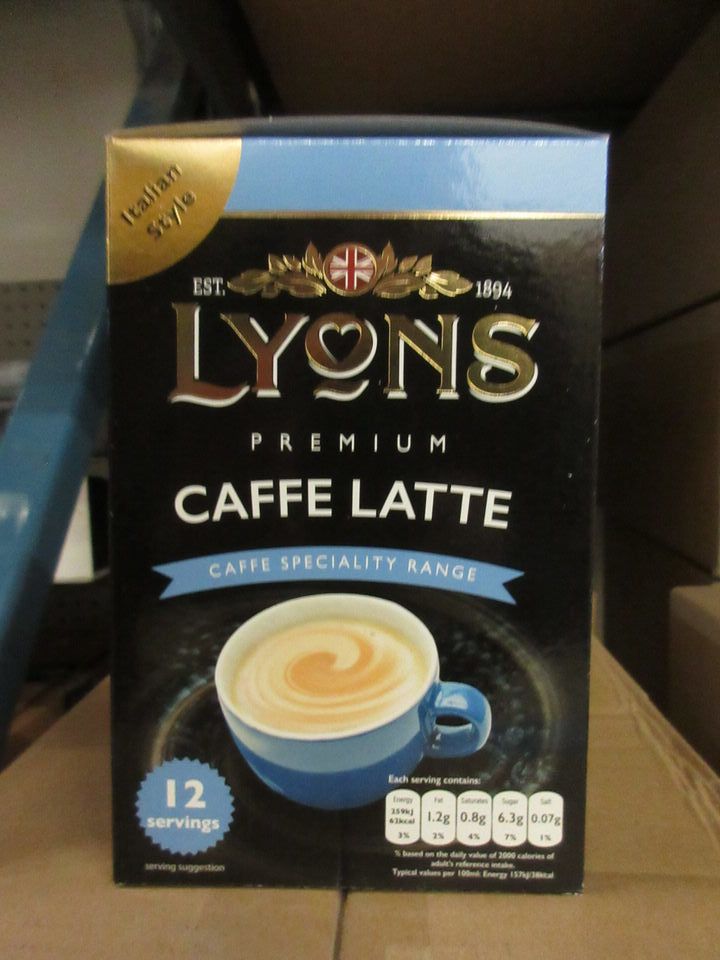 Italian
Style
EST. 1894
LYONS
PREMIUM
CAFFE LATTE
CAFFE SPECIALITY RANGE
12
servings
serving suggestion
Each serving contains:
Energy Fat Saturates Sugar Salt
259kJ
62kcal 1.2g 0.8g 6.3g 0.07g
3% 2% 4% 7% 1%
% based on the daily value of 2000 calories of
adult's reference intake.
Typical values per 100ml: Energy 157kJ/38kcal